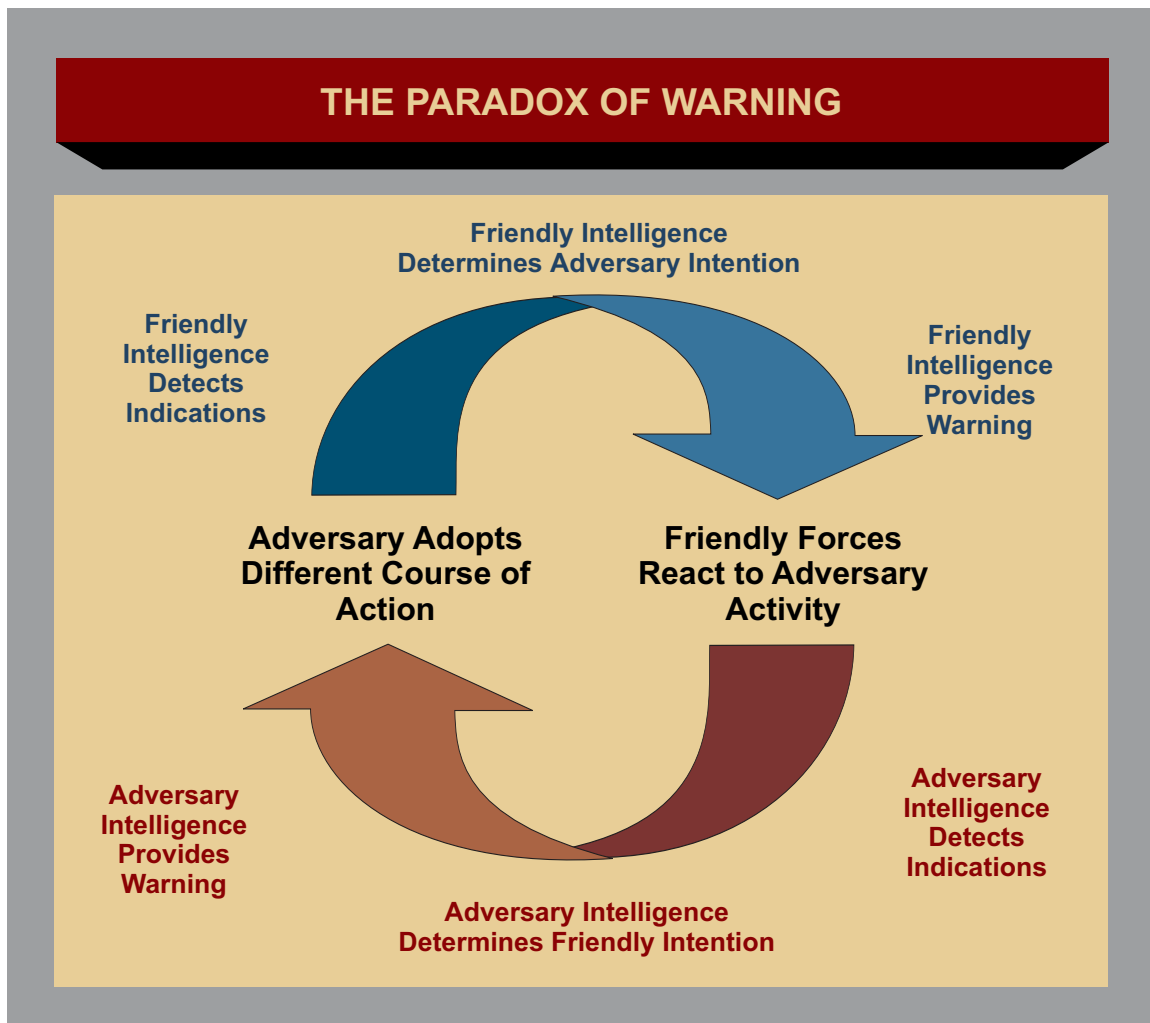 THE PARADOX OF WARNING
Friendly Intelligence
Determines Adversary Intention
Friendly
Intelligence
Detects
Indications
Friendly
Intelligence
Provides
Warning
Adversary Adopts
Different Course of
Action
Friendly Forces
React to Adversary
Activity
Adversary
Intelligence
Provides
Warning
Adversary
Intelligence
Detects
Indications
Adversary Intelligence
Determines Friendly Intention